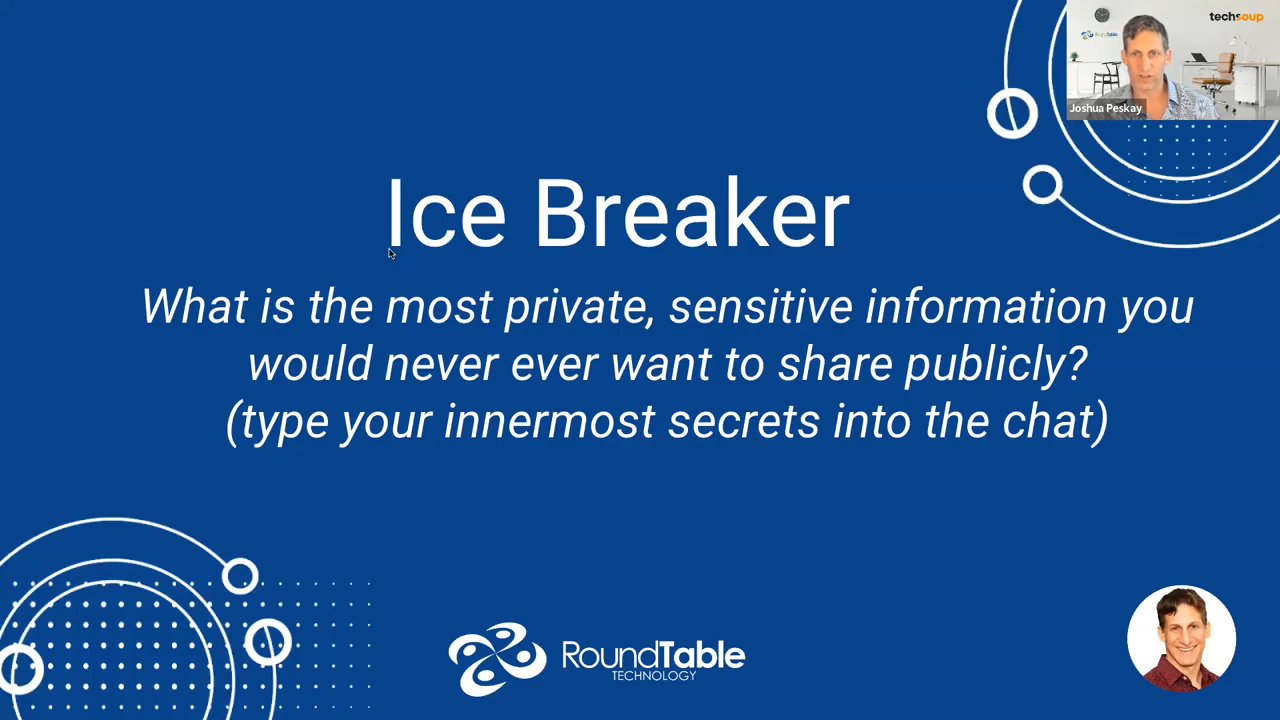 techsoup
RoundTable
Joshua Peskay
Ice Breaker
What is the most private, sensitive information you
would never ever want to share publicly?
(type your innermost secrets into the chat)
RoundTable
TECHNOLOGY